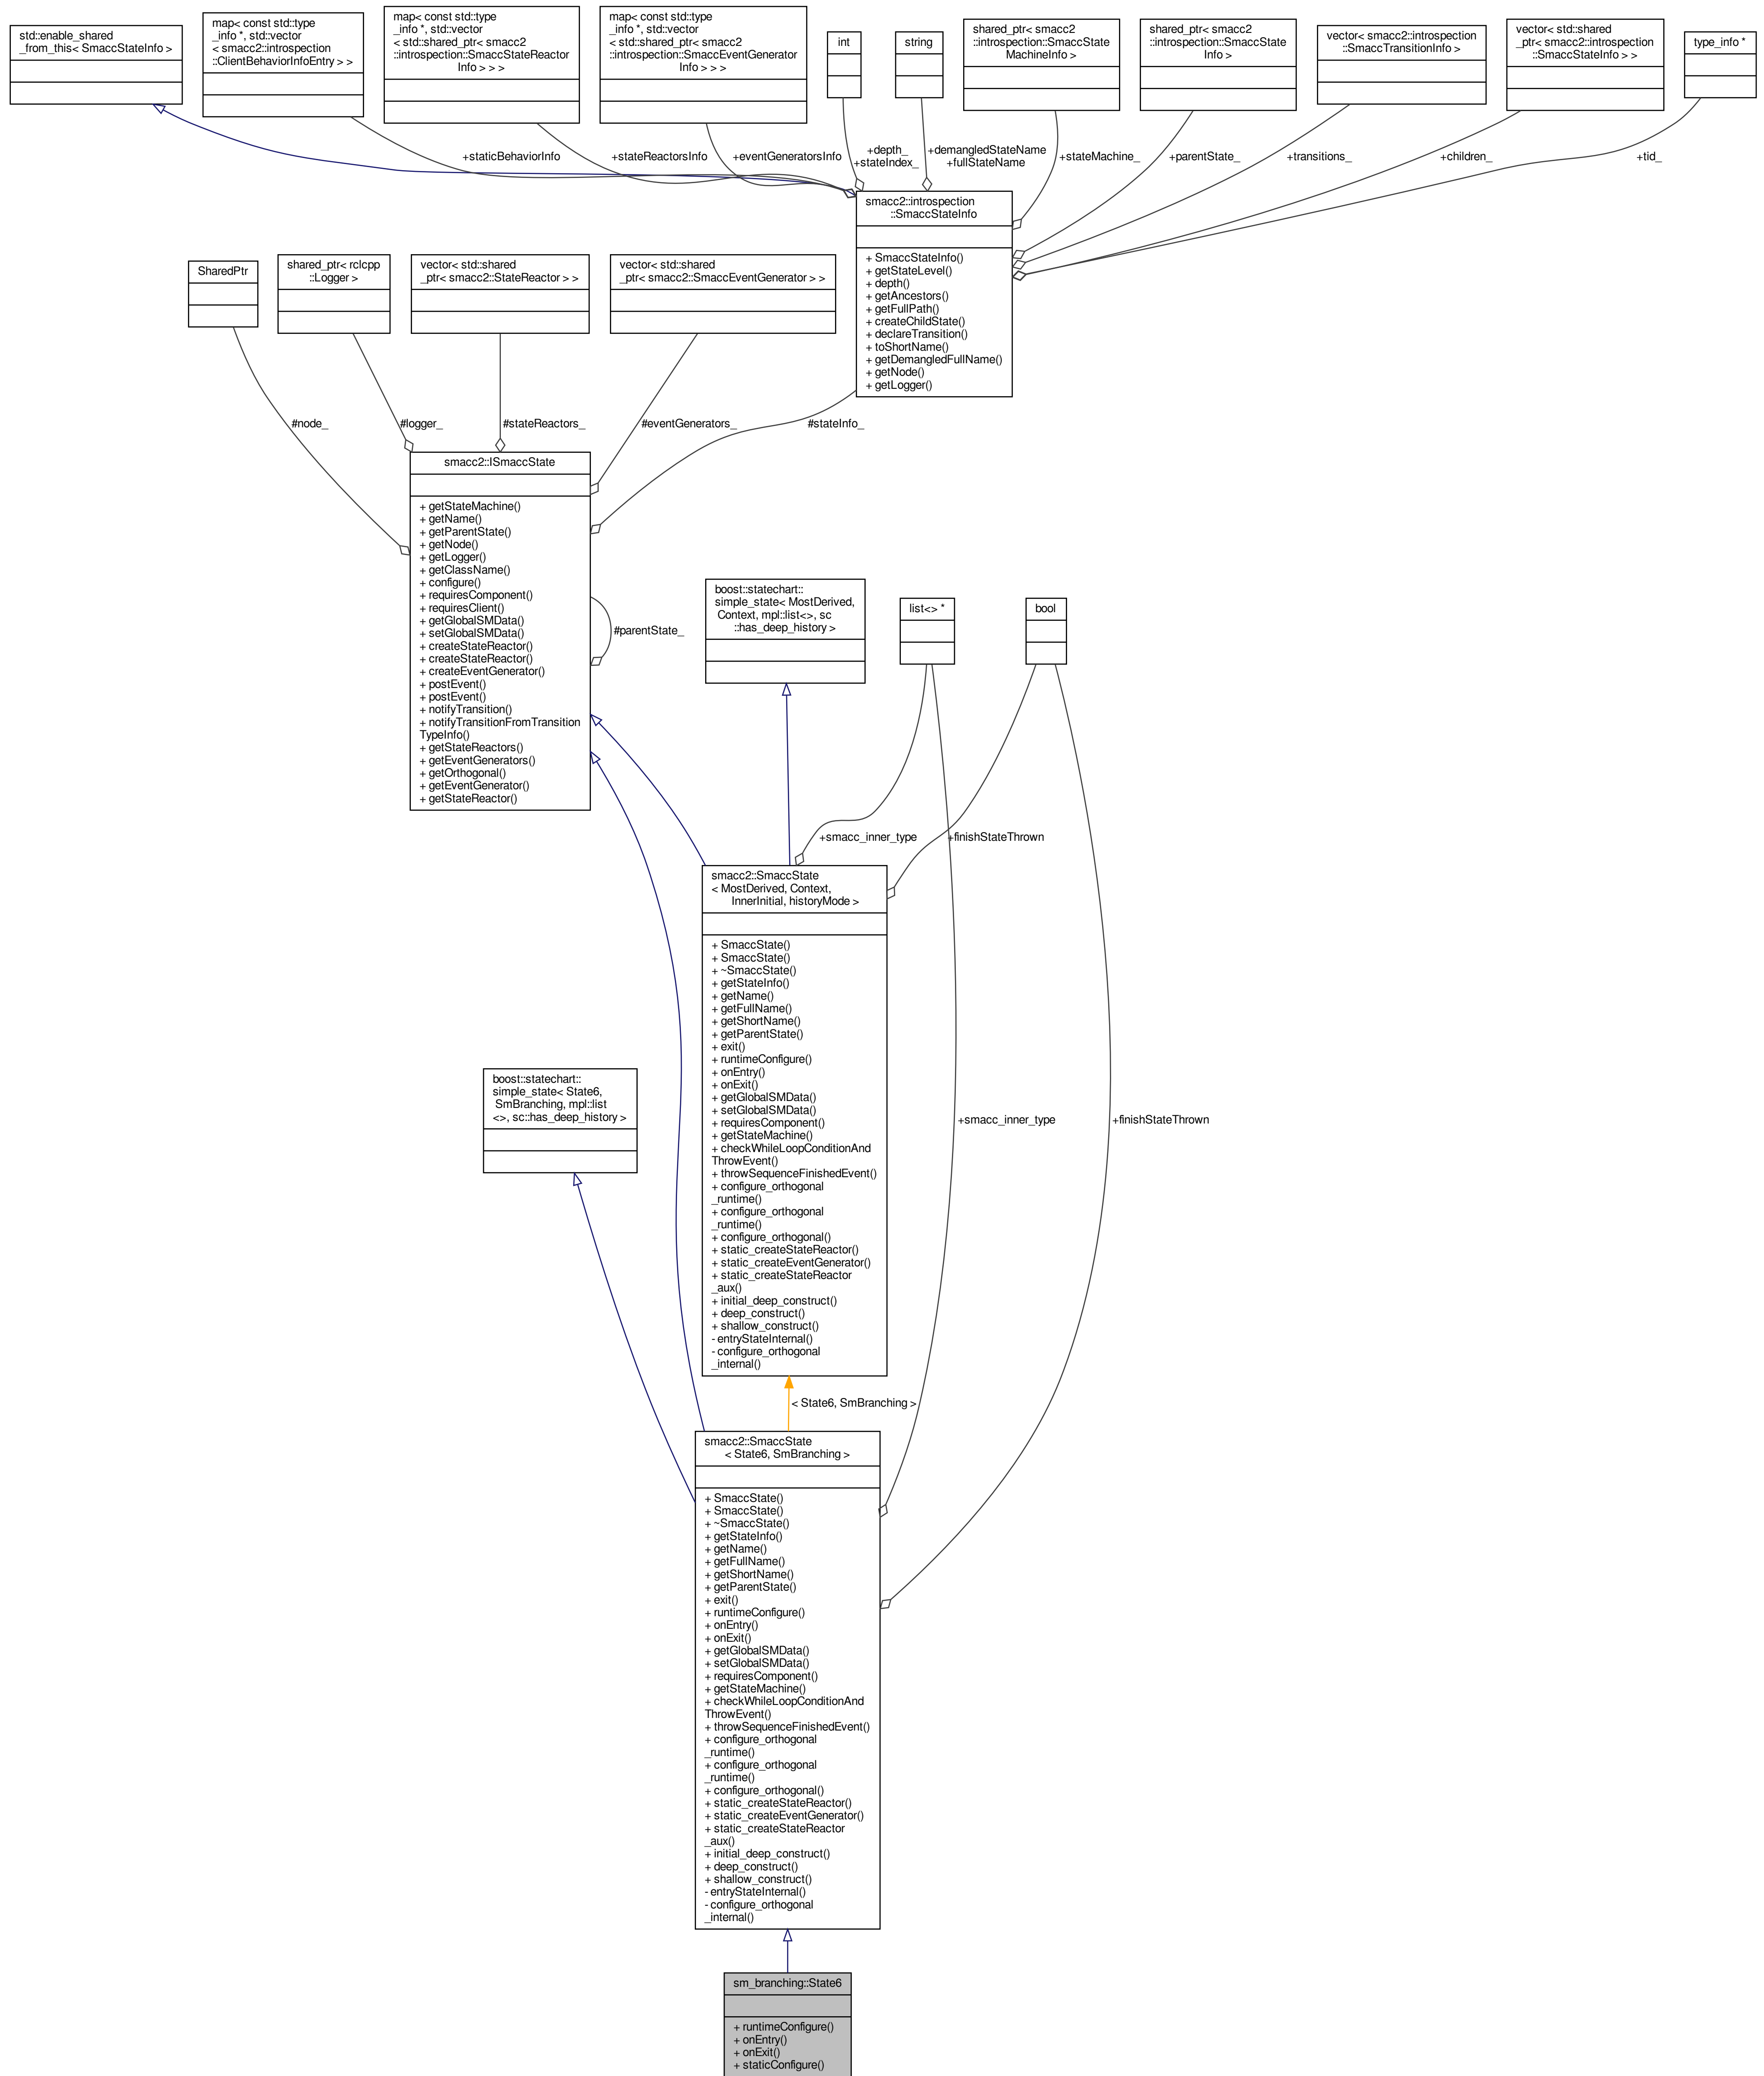 std::enable_shared
_from_this< SmaccStateInfo >
map< const std::type
_info *, std::vector
< smacc2::introspection
::ClientBehaviorInfoEntry > >
map< const std::type
_info *, std::vector
< std::shared_ptr< smacc2
::introspection::SmaccStateReactor
Info > > >
map< const std::type
_info *, std::vector
< std::shared_ptr< smacc2
::introspection::SmaccEventGenerator
Info > > >
int
string
shared_ptr< smacc2
::introspection::SmaccState
MachineInfo >
shared_ptr< smacc2
::introspection::SmaccState
Info >
vector< smacc2::introspection
::SmaccTransitionInfo >
vector< std::shared
_ptr< smacc2::introspection
::SmaccStateInfo > >
type_info *
+staticBehaviorInfo
+stateReactorsInfo
+eventGeneratorsInfo
+depth_
+stateIndex_
+demangledStateName
+fullStateName
+stateMachine_
+parentState_
+transitions_
+children_
+tid_
smacc2::introspection
::SmaccStateInfo
+ SmaccStateInfo()
+ getStateLevel()
+ depth()
+ getAncestors()
+ getFullPath()
+ createChildState()
+ declareTransition()
+ toShortName()
+ getDemangledFullName()
+ getNode()
+ getLogger()
SharedPtr
shared_ptr< rclcpp
::Logger >
vector< std::shared
_ptr< smacc2::StateReactor > >
vector< std::shared
_ptr< smacc2::SmaccEventGenerator > >
#node_
#logger_
#stateReactors_
#eventGenerators_
#stateInfo_
smacc2::ISmaccState
+ getStateMachine()
+ getName()
+ getParentState()
+ getNode()
+ getLogger()
+ getClassName()
+ configure()
+ requiresComponent()
+ requiresClient()
+ getGlobalSMData()
+ setGlobalSMData()
+ createStateReactor()
+ createStateReactor()
+ createEventGenerator()
+ postEvent()
+ postEvent()
+ notifyTransition()
+ notifyTransitionFromTransition
TypeInfo()
+ getStateReactors()
+ getEventGenerators()
+ getOrthogonal()
+ getEventGenerator()
+ getStateReactor()
#parentState_
boost::statechart::
simple_state< MostDerived,
Context, mpl::list<>, sc
::has_deep_history >
list<> *
bool
+smacc_inner_type
+finishStateThrown
smacc2::SmaccState
< MostDerived, Context,
InnerInitial, historyMode >
+ SmaccState()
+ SmaccState()
+ ~SmaccState()
+ getStateInfo()
+ getName()
+ getFullName()
+ getShortName()
+ getParentState()
+ exit()
+ runtimeConfigure()
+ onEntry()
+ onExit()
+ getGlobalSMData()
+ setGlobalSMData()
+ requiresComponent()
+ getStateMachine()
+ checkWhileLoopConditionAnd
ThrowEvent()
+ throwSequenceFinishedEvent()
+ configure_orthogonal
_runtime()
+ configure_orthogonal
_runtime()
+ configure_orthogonal()
+ static_createStateReactor()
+ static_createEventGenerator()
+ static_createStateReactor
_aux()
+ initial_deep_construct()
+ deep_construct()
+ shallow_construct()
- entryStateInternal()
- configure_orthogonal
_internal()
boost::statechart::
simple_state< State6,
SmBranching, mpl::list
<>, sc::has_deep_history >
+smacc_inner_type
+finishStateThrown
< State6, SmBranching >
smacc2::SmaccState
< State6, SmBranching >
+ SmaccState()
+ SmaccState()
+ ~SmaccState()
+ getStateInfo()
+ getName()
+ getFullName()
+ getShortName()
+ getParentState()
+ exit()
+ runtimeConfigure()
+ onEntry()
+ onExit()
+ getGlobalSMData()
+ setGlobalSMData()
+ requiresComponent()
+ getStateMachine()
+ checkWhileLoopConditionAnd
ThrowEvent()
+ throwSequenceFinishedEvent()
+ configure_orthogonal
_runtime()
+ configure_orthogonal
_runtime()
+ configure_orthogonal()
+ static_createStateReactor()
+ static_createEventGenerator()
+ static_createStateReactor
_aux()
+ initial_deep_construct()
+ deep_construct()
+ shallow_construct()
- entryStateInternal()
- configure_orthogonal
_internal()
sm_branching::State6
+ runtimeConfigure()
+ onEntry()
+ onExit()
+ staticConfigure()